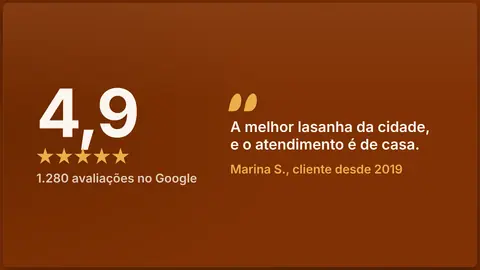 4,9
★★★★★
1.280 avaliações no Google
"
A melhor lasanha da cidade,
e o atendimento é de casa.
Marina S., cliente desde 2019